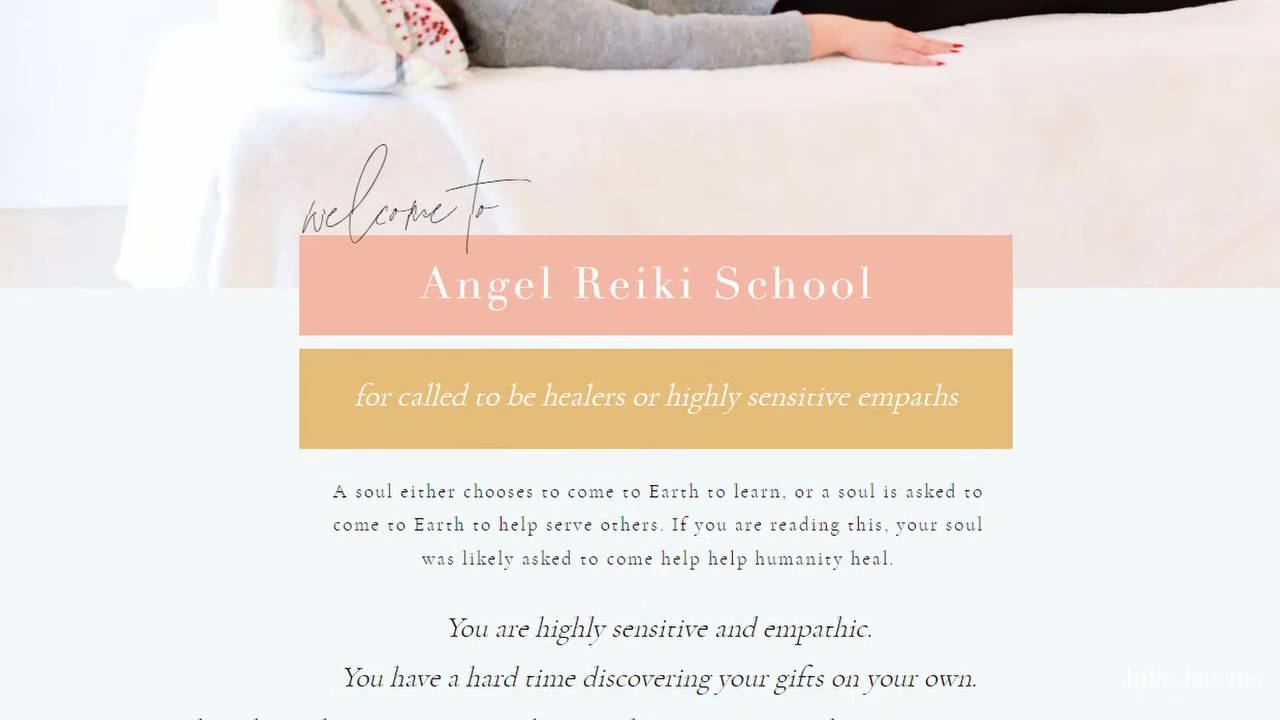 welcome to
Angel Reiki School
for called to be healers or highly sensitive empaths
A soul either chooses to come to Earth to learn, or a soul is asked to
come to Earth to help serve others. If you are reading this, your soul
was likely asked to come help help humanity heal.
You are highly sensitive and empathic.
You have a hard time discovering your gifts on your own.